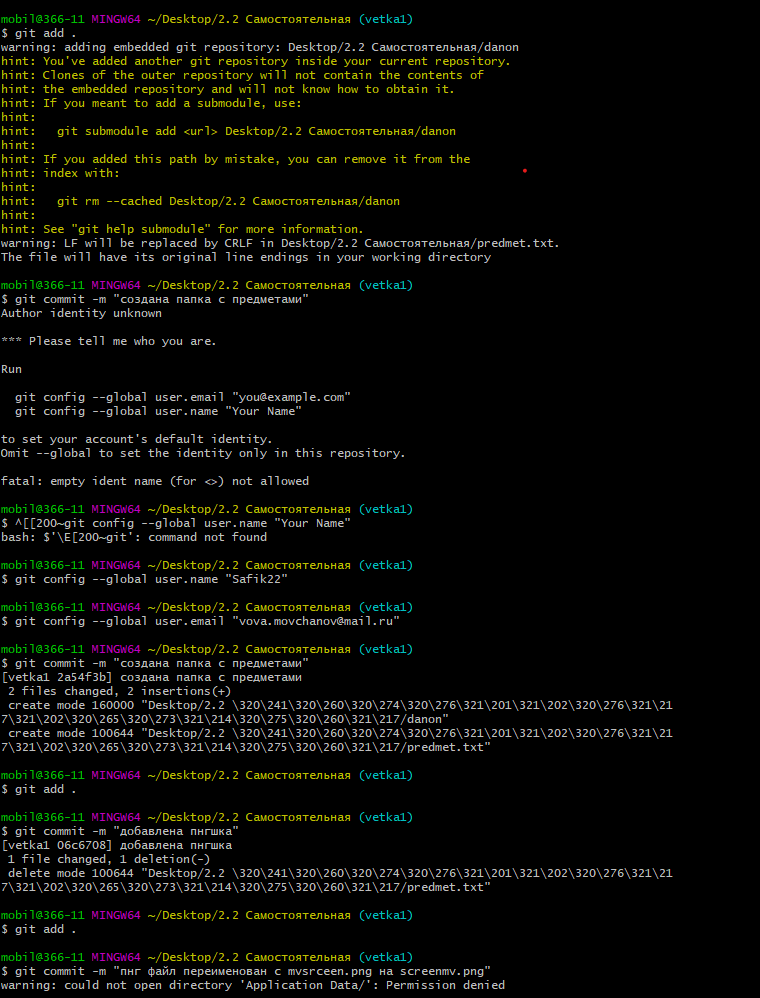 mobil@366-11 MINGW64 ~/Desktop/2.2 Самостоятельная (vetka1)
$ git add .
warning: adding embedded git repository: Desktop/2.2 Самостоятельная/danon
hint: You've added another git repository inside your current repository.
hint: Clones of the outer repository will not contain the contents of
hint: the embedded repository and will not know how to obtain it.
hint: If you meant to add a submodule, use:
hint:
hint:   git submodule add <url> Desktop/2.2 Самостоятельная/danon
hint:
hint: If you added this path by mistake, you can remove it from the
hint: index with:
hint:
hint:   git rm --cached Desktop/2.2 Самостоятельная/danon
hint:
hint: See "git help submodule" for more information.
warning: LF will be replaced by CRLF in Desktop/2.2 Самостоятельная/predmet.txt.
The file will have its original line endings in your working directory
mobil@366-11 MINGW64 ~/Desktop/2.2 Самостоятельная (vetka1)
$ git commit -m "создана папка с предметами"
Author identity unknown
*** Please tell me who you are.
Run
  git config --global user.email "you@example.com"
  git config --global user.name "Your Name"
to set your account's default identity.
Omit --global to set the identity only in this repository.
fatal: empty ident name (for <>) not allowed
mobil@366-11 MINGW64 ~/Desktop/2.2 Самостоятельная (vetka1)
$ ^[[200~git config --global user.name "Your Name"
bash: $'\E[200~git': command not found
mobil@366-11 MINGW64 ~/Desktop/2.2 Самостоятельная (vetka1)
$ git config --global user.name "Safik22"
mobil@366-11 MINGW64 ~/Desktop/2.2 Самостоятельная (vetka1)
$ git config --global user.email "vova.movchanov@mail.ru"
mobil@366-11 MINGW64 ~/Desktop/2.2 Самостоятельная (vetka1)
$ git commit -m "создана папка с предметами"
[vetka1 2a54f3b] создана папка с предметами
 2 files changed, 2 insertions(+)
 create mode 160000 "Desktop/2.2 \320\241\320\260\320\274\320\276\321\201\321\202\320\276\321\21
7\321\202\320\265\320\273\321\214\320\275\320\260\321\217/danon"
 create mode 100644 "Desktop/2.2 \320\241\320\260\320\274\320\276\321\201\321\202\320\276\321\21
7\321\202\320\265\320\273\321\214\320\275\320\260\321\217/predmet.txt"
mobil@366-11 MINGW64 ~/Desktop/2.2 Самостоятельная (vetka1)
$ git add .
mobil@366-11 MINGW64 ~/Desktop/2.2 Самостоятельная (vetka1)
$ git commit -m "добавлена пнгшка"
[vetka1 06c6708] добавлена пнгшка
 1 file changed, 1 deletion(-)
 delete mode 100644 "Desktop/2.2 \320\241\320\260\320\274\320\276\321\201\321\202\320\276\321\21
7\321\202\320\265\320\273\321\214\320\275\320\260\321\217/predmet.txt"
mobil@366-11 MINGW64 ~/Desktop/2.2 Самостоятельная (vetka1)
$ git add .
mobil@366-11 MINGW64 ~/Desktop/2.2 Самостоятельная (vetka1)
$ git commit -m "пнг файл переименован с mvsrceen.png на screenmv.png"
warning: could not open directory 'Application Data/': Permission denied